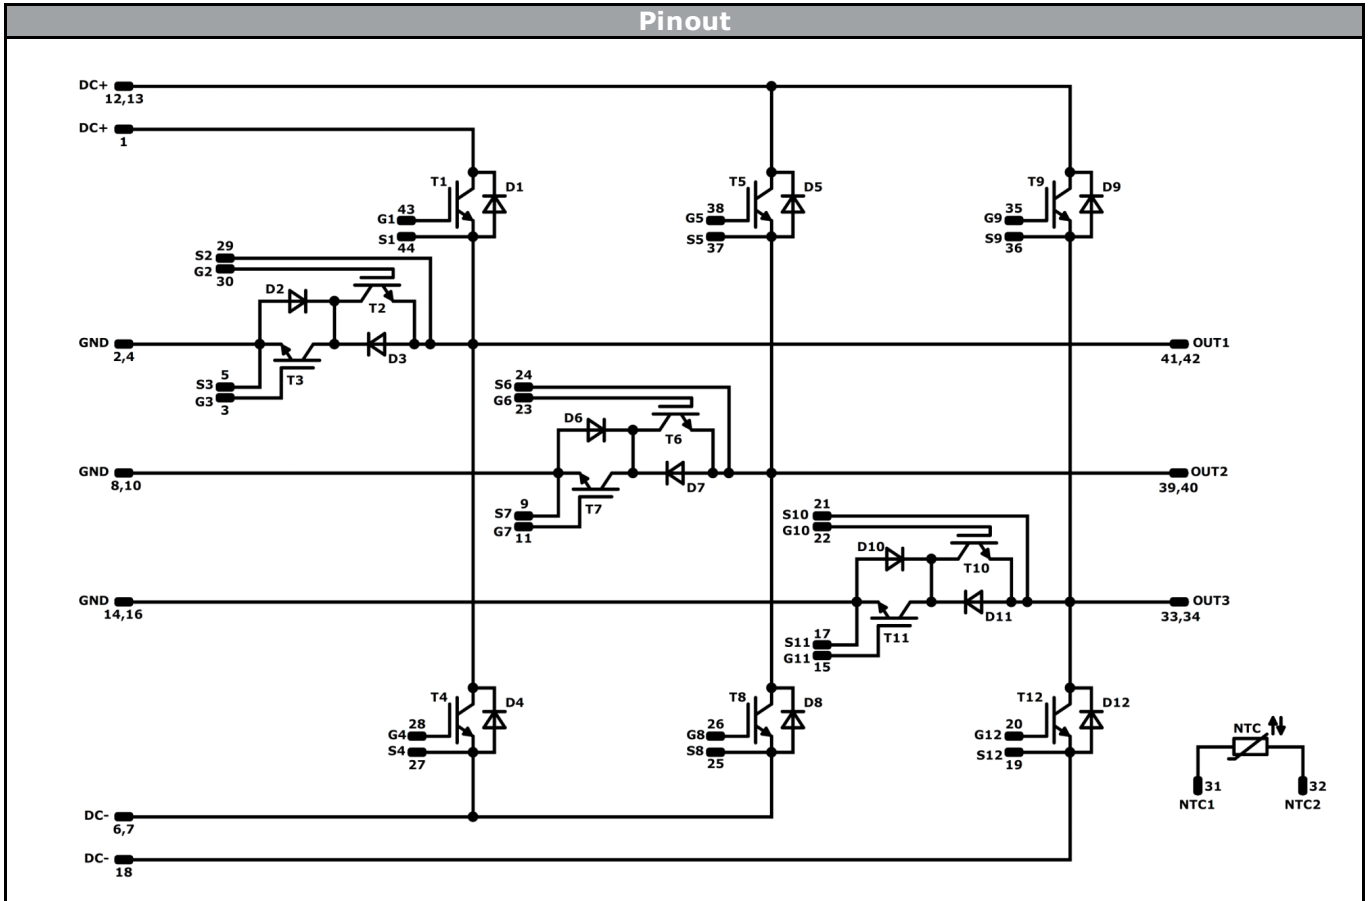 Pinout
DC+
12,13
DC+
1
T1
D1
43
G1
S1
44
T5
D5
38
G5
S5
37
T9
D9
35
G9
S9
36
29
S2
G2
30
D2
T2
GND
2,4
D3
OUT1
41,42
5
S3
G3
3
T3
24
S6
G6
23
D6
T6
GND
8,10
D7
OUT2
39,40
9
S7
G7
11
T7
21
S10
G10
22
D10
T10
GND
14,16
D11
OUT3
33,34
17
S11
G11
15
T11
T4
D4
28
G4
S4
27
T8
D8
26
G8
S8
25
T12
D12
20
G12
S12
19
NTC
31
NTC1
32
NTC2
DC-
6,7
DC-
18